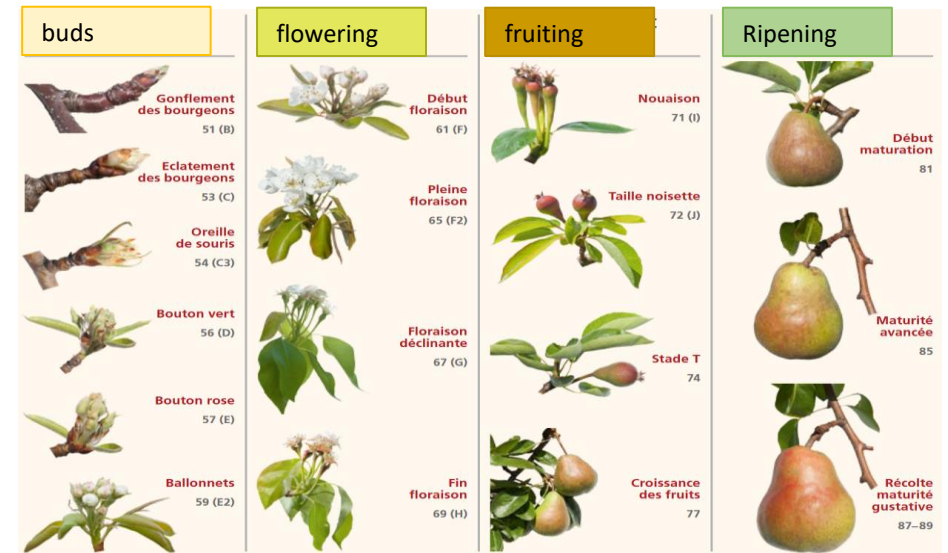 buds
Gonflement
des bourgeons
51 (B)
Eclatement
des bourgeons
53 (C)
Oreille
de souris
54 (C3)
Bouton vert
56 (D)
Bouton rose
57 (E)
Ballonnets
59 (E2)
flowering
Début
floraison
61 (F)
Pleine
floraison
65 (F2)
Floraison
déclinante
67 (G)
Fin
floraison
69 (H)
fruiting
Nouaison
71 (I)
Taille noisette
72 (J)
Stade T
74
Croissance
des fruits
77
Ripening
Début
maturation
81
Maturité
avancée
85
Récolte
maturité
gustative
87–89